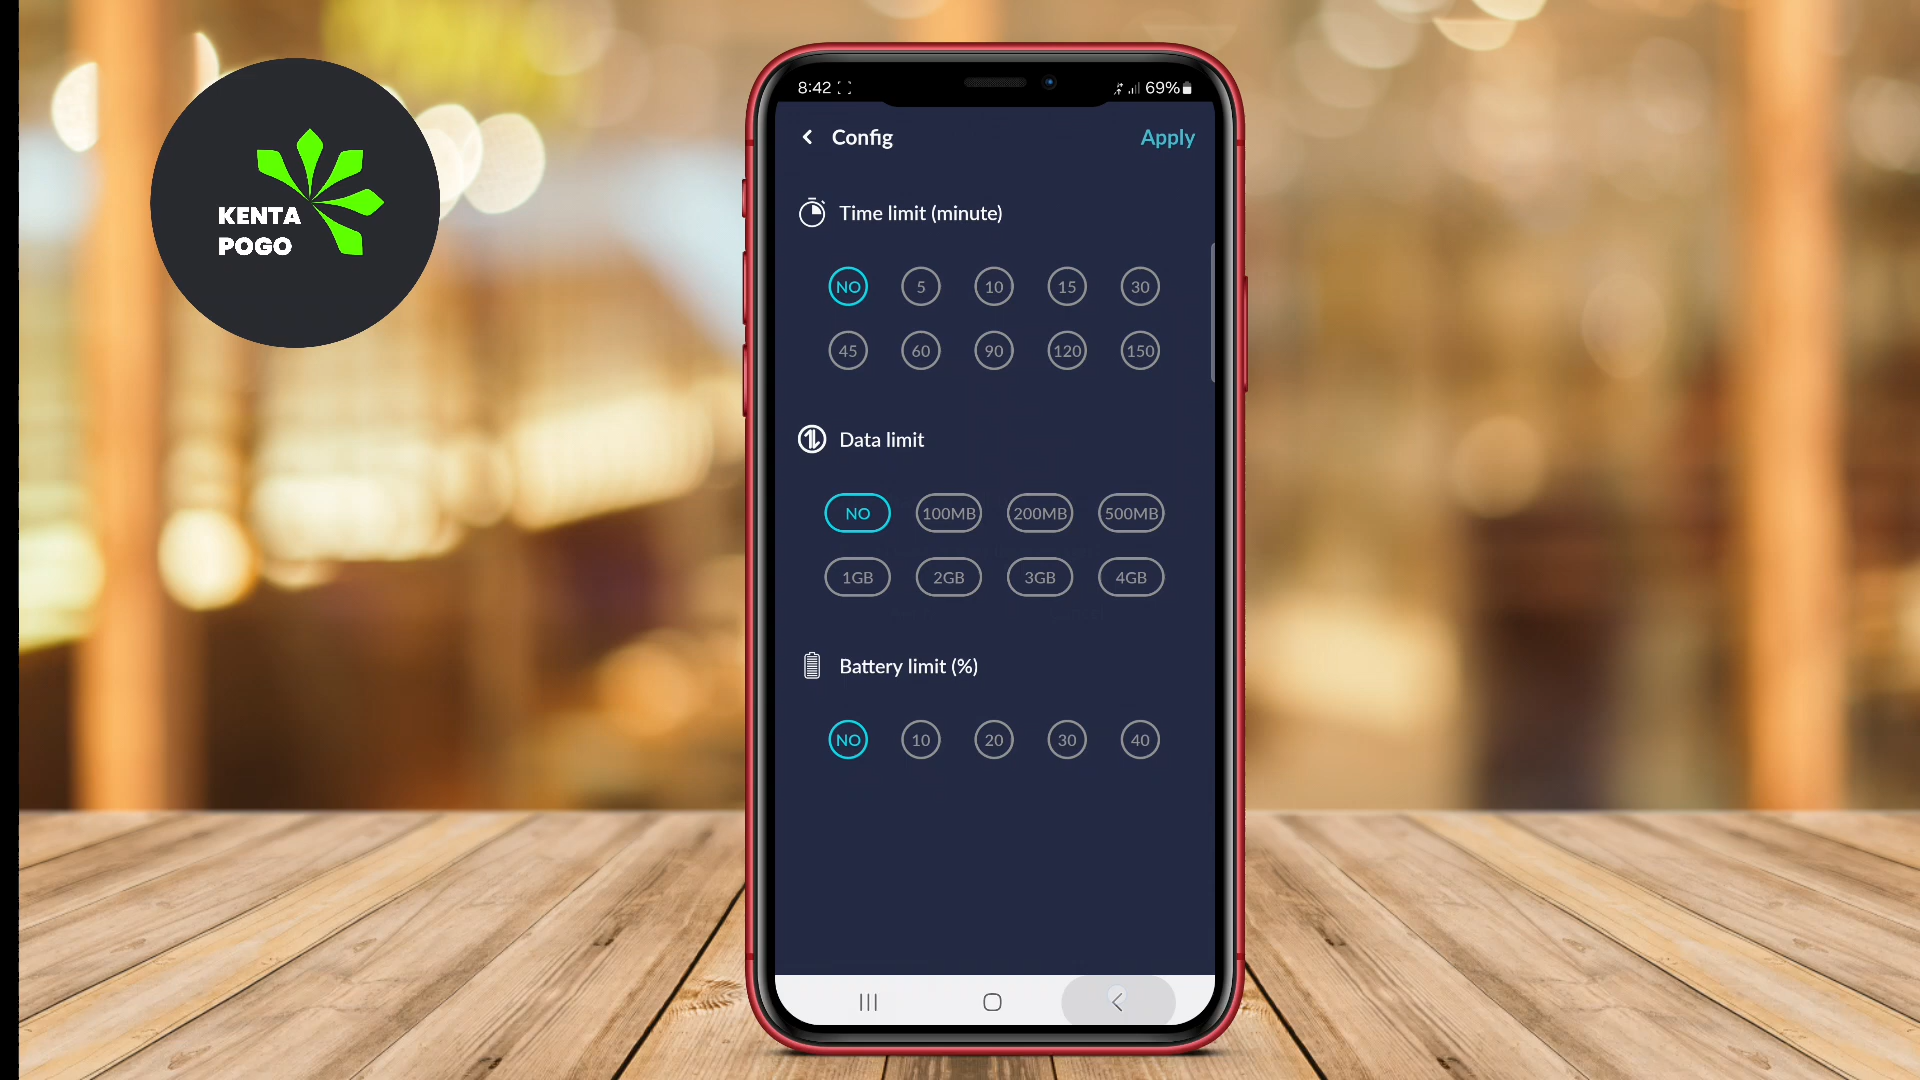 KENTA
POGO
8:42 69%
Config Apply
Time limit (minute)
NO 5 10 15 30
45 60 90 120 150
Data limit
NO 100MB 200MB 500MB
1GB 2GB 3GB 4GB
Battery limit (%)
NO 10 20 30 40